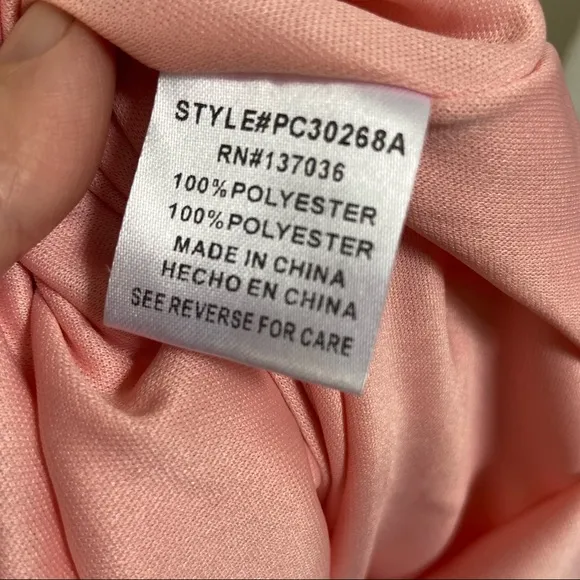 STYLE#PC30268A
RN#137036
100%POLYESTER
100%POLYESTER
MADE IN CHINA
HECHO EN CHINA
SEE REVERSE FOR CARE